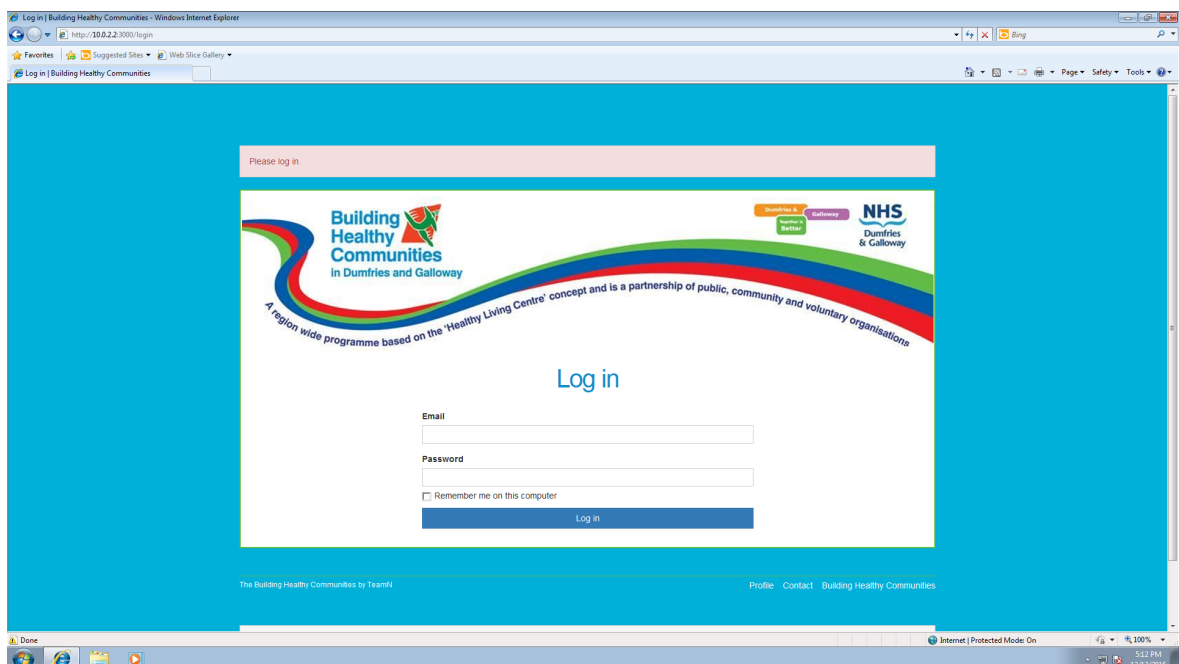 Log in | Building Healthy Communities - Windows Internet Explorer
http://10.0.2.2:3000/login
Bing
Favorites
Suggested Sites
Web Slice Gallery
Log in | Building Healthy Communities
Page
Safety
Tools
Please log in.
Building
Healthy
Communities
in Dumfries and Galloway
Dumfries &
Galloway
Together is
Better
NHS
Dumfries
& Galloway
A region wide programme based on the 'Healthy Living Centre' concept and is a partnership of public, community and voluntary organisations
Log in
Email
Password
Remember me on this computer
Log in
The Building Healthy Communities by TeamN
Profile Contact Building Healthy Communities
Done
Internet | Protected Mode: On
100%
5:12 PM